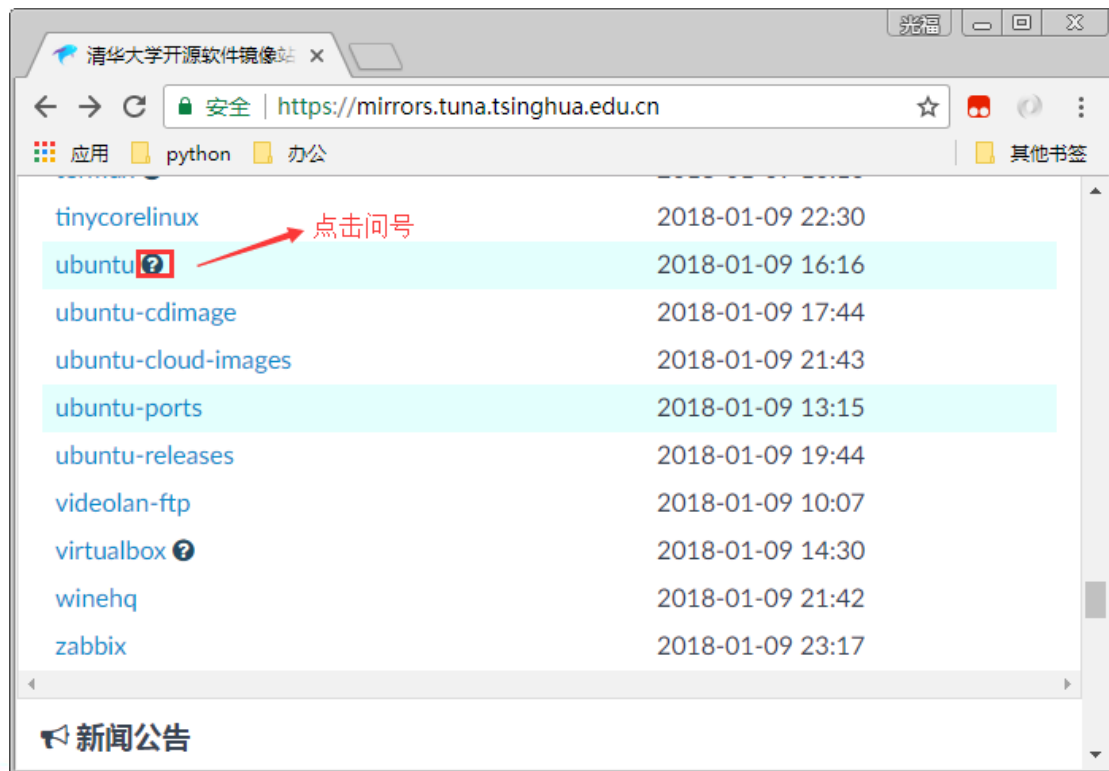 光福
清华大学开源软件镜像站
安全 https://mirrors.tuna.tsinghua.edu.cn
应用 python 办公 其他书签
tinycorelinux 2018-01-09 22:30
点击问号
ubuntu 2018-01-09 16:16
ubuntu-cdimage 2018-01-09 17:44
ubuntu-cloud-images 2018-01-09 21:43
ubuntu-ports 2018-01-09 13:15
ubuntu-releases 2018-01-09 19:44
videolan-ftp 2018-01-09 10:07
virtualbox 2018-01-09 14:30
winehq 2018-01-09 21:42
zabbix 2018-01-09 23:17
新闻公告